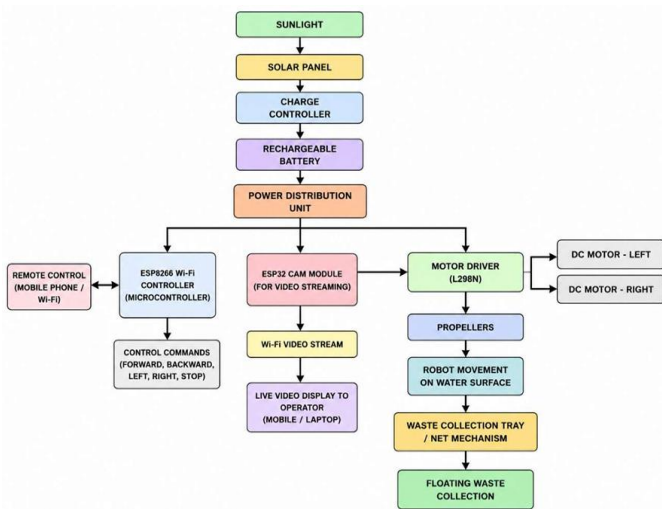 SUNLIGHT
SOLAR PANEL
CHARGE
CONTROLLER
RECHARGEABLE
BATTERY
POWER DISTRIBUTION
UNIT
REMOTE CONTROL
(MOBILE PHONE /
Wi-Fi)
ESP8266 Wi-Fi
CONTROLLER
(MICROCONTROLLER)
ESP32 CAM MODULE
(FOR VIDEO STREAMING)
MOTOR DRIVER
(L298N)
DC MOTOR - LEFT
DC MOTOR - RIGHT
CONTROL COMMANDS
(FORWARD, BACKWARD,
LEFT, RIGHT, STOP)
Wi-Fi VIDEO STREAM
LIVE VIDEO DISPLAY TO
OPERATOR
(MOBILE / LAPTOP)
PROPELLERS
ROBOT MOVEMENT
ON WATER SURFACE
WASTE COLLECTION TRAY
/ NET MECHANISM
FLOATING WASTE
COLLECTION